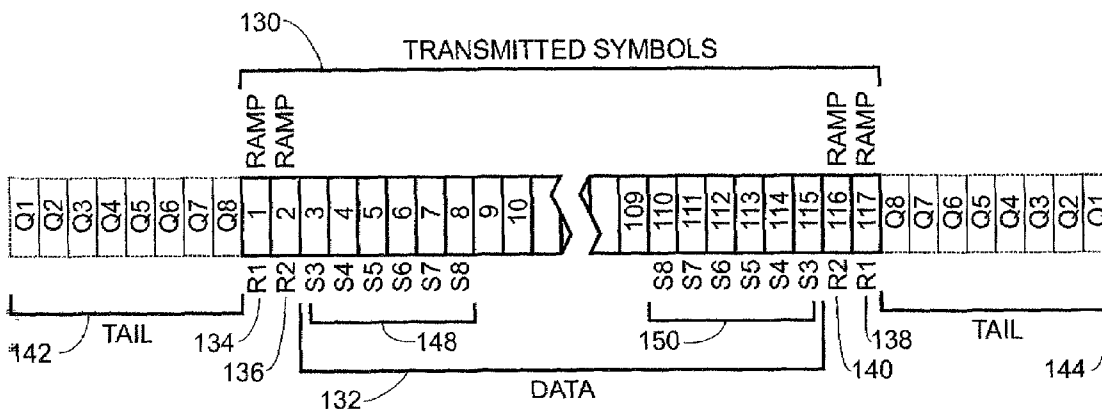 130
TRANSMITTED SYMBOLS
RAMP RAMP RAMP RAMP
Q1 Q2 Q3 Q4 Q5 Q6 Q7 Q8 1 2 3 4 5 6 7 8 9 10 109 110 111 112 113 114 115 116 117 Q8 Q7 Q6 Q5 Q4 Q3 Q2 Q1
R1 R2 S3 S4 S5 S6 S7 S8 S8 S7 S6 S5 S4 S3 R2 R1
142 TAIL 134 148 150 138 TAIL
136 140 144
132 DATA